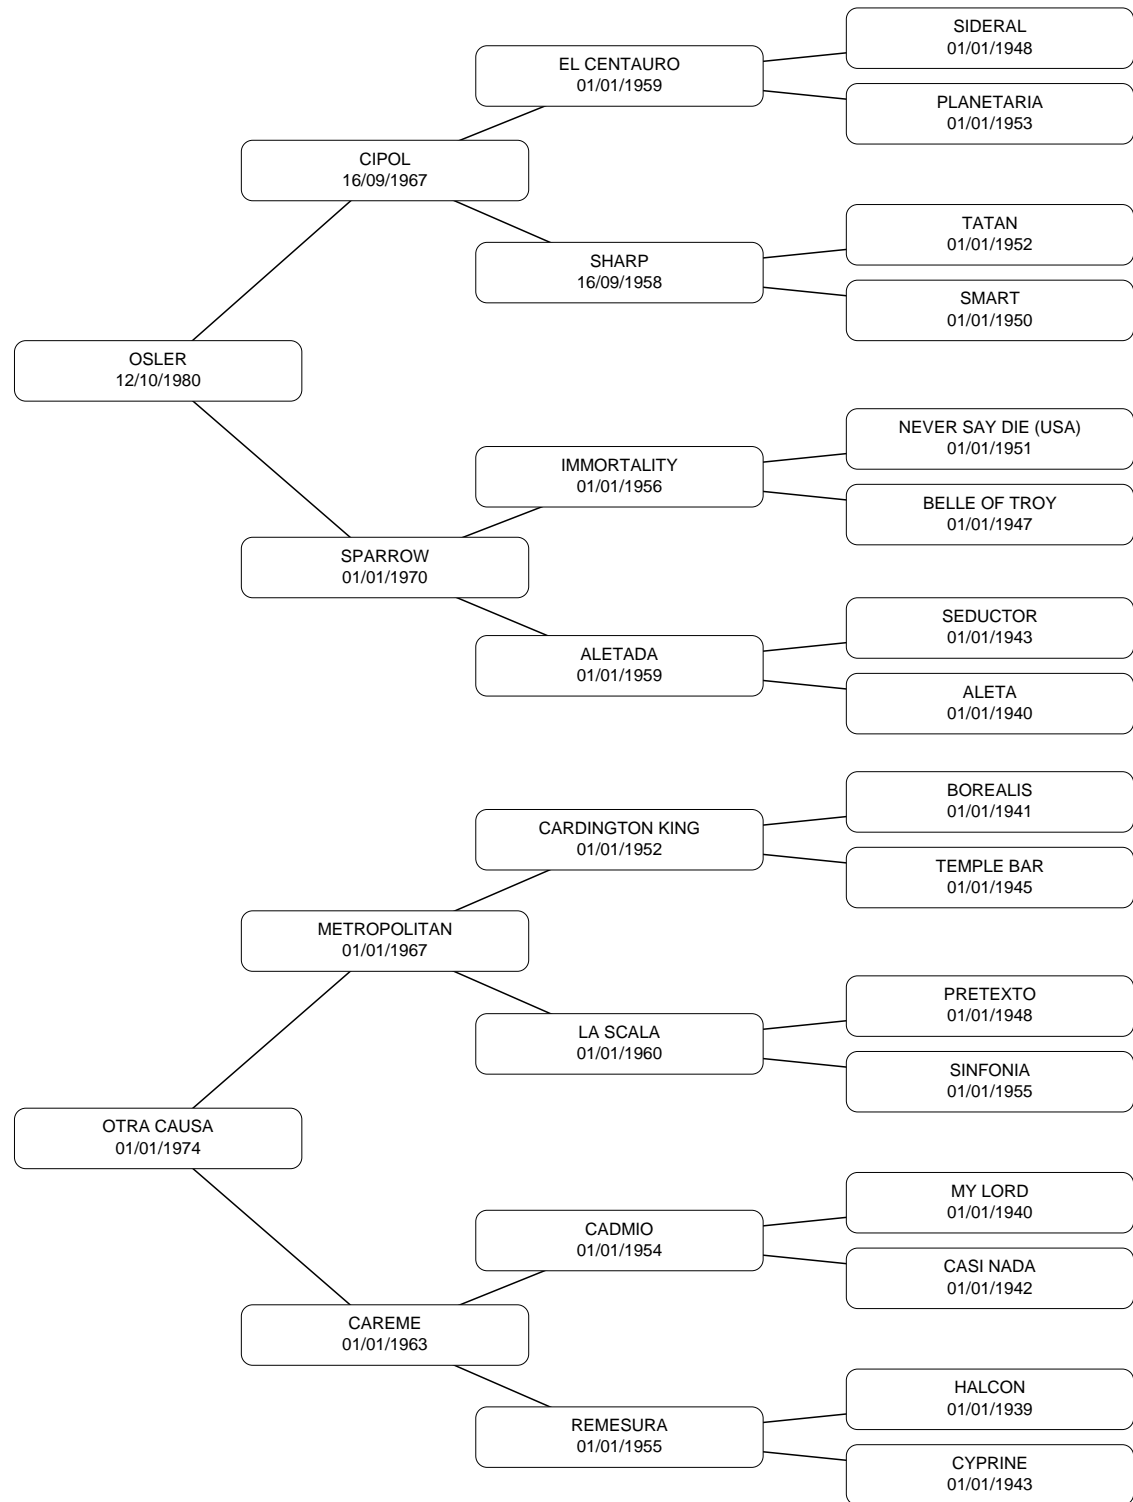 SIDERAL
01/01/1948
EL CENTAURO
01/01/1959
PLANETARIA
01/01/1953
CIPOL
16/09/1967
TATAN
01/01/1952
SHARP
16/09/1958
SMART
01/01/1950
OSLER
12/10/1980
NEVER SAY DIE (USA)
01/01/1951
IMMORTALITY
01/01/1956
BELLE OF TROY
01/01/1947
SPARROW
01/01/1970
SEDUCTOR
01/01/1943
ALETADA
01/01/1959
ALETA
01/01/1940
BOREALIS
01/01/1941
CARDINGTON KING
01/01/1952
TEMPLE BAR
01/01/1945
METROPOLITAN
01/01/1967
PRETEXTO
01/01/1948
LA SCALA
01/01/1960
SINFONIA
01/01/1955
OTRA CAUSA
01/01/1974
MY LORD
01/01/1940
CADMIO
01/01/1954
CASI NADA
01/01/1942
CAREME
01/01/1963
HALCON
01/01/1939
REMESURA
01/01/1955
CYPRINE
01/01/1943